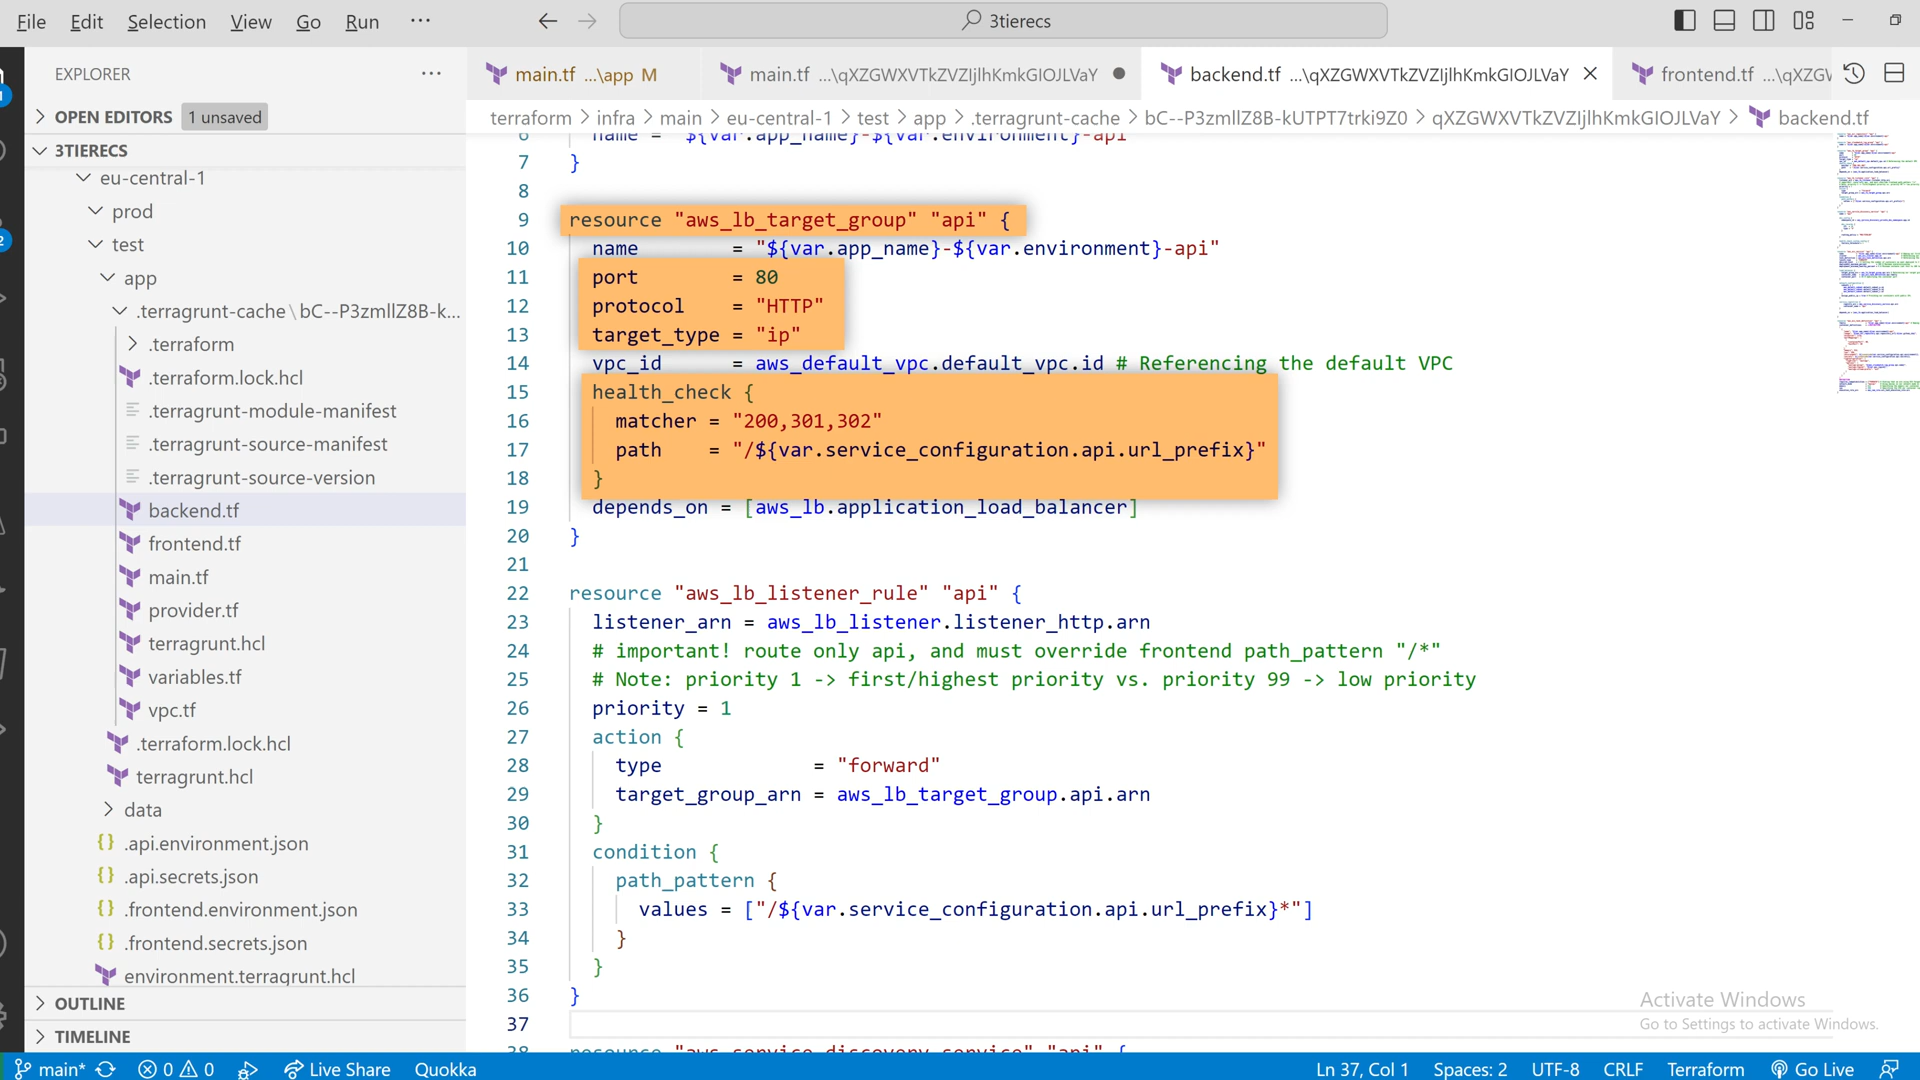 File Edit Selection View Go Run ··· 3tierecs
EXPLORER ···
main.tf ...\app M
main.tf ...\qXZGWXVTkZVZIjlhKmkGIOJLVaY
backend.tf ...\qXZGWXVTkZVZIjlhKmkGIOJLVaY
frontend.tf ...\qXZGW
OPEN EDITORS 1 unsaved
terraform > infra > main > eu-central-1 > test > app > .terragrunt-cache > bC--P3zmllZ8B-kUTPT7trki9Z0 > qXZGWXVTkZVZIjlhKmkGIOJLVaY > backend.tf
3TIERECS
eu-central-1
prod
test
app
.terragrunt-cache\bC--P3zmllZ8B-k...
.terraform
.terraform.lock.hcl
.terragrunt-module-manifest
.terragrunt-source-manifest
.terragrunt-source-version
backend.tf
frontend.tf
main.tf
provider.tf
terragrunt.hcl
variables.tf
vpc.tf
.terraform.lock.hcl
terragrunt.hcl
data
.api.environment.json
.api.secrets.json
.frontend.environment.json
.frontend.secrets.json
environment.terragrunt.hcl
OUTLINE
TIMELINE
6 name = "${var.app_name}-${var.environment}-api"
7 }
8
9 resource "aws_lb_target_group" "api" {
10 name = "${var.app_name}-${var.environment}-api"
11 port = 80
12 protocol = "HTTP"
13 target_type = "ip"
14 vpc_id = aws_default_vpc.default_vpc.id # Referencing the default VPC
15 health_check {
16 matcher = "200,301,302"
17 path = "/${var.service_configuration.api.url_prefix}"
18 }
19 depends_on = [aws_lb.application_load_balancer]
20 }
21
22 resource "aws_lb_listener_rule" "api" {
23 listener_arn = aws_lb_listener.listener_http.arn
24 # important! route only api, and must override frontend path_pattern "/*"
25 # Note: priority 1 -> first/highest priority vs. priority 99 -> low priority
26 priority = 1
27 action {
28 type = "forward"
29 target_group_arn = aws_lb_target_group.api.arn
30 }
31 condition {
32 path_pattern {
33 values = ["/${var.service_configuration.api.url_prefix}*"]
34 }
35 }
36 }
37
38 resource "aws_service_discovery_service" "api" {
Activate Windows
Go to Settings to activate Windows.
main* 0 0 Live Share Quokka Ln 37, Col 1 Spaces: 2 UTF-8 CRLF Terraform Go Live